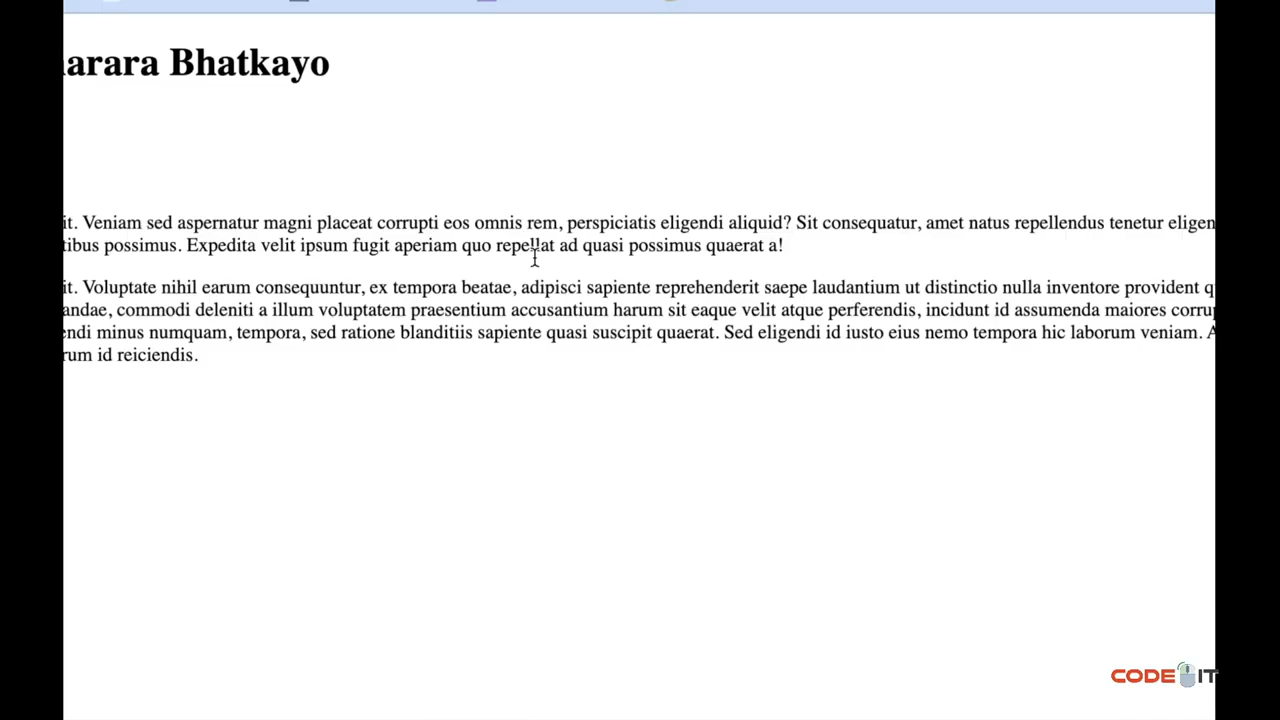 arara Bhatkayo
it. Veniam sed aspernatur magni placeat corrupti eos omnis rem, perspiciatis eligendi aliquid? Sit consequatur, amet natus repellendus tenetur eligen
tibus possimus. Expedita velit ipsum fugit aperiam quo repellat ad quasi possimus quaerat a!
it. Voluptate nihil earum consequuntur, ex tempora beatae, adipisci sapiente reprehenderit saepe laudantium ut distinctio nulla inventore provident q
andae, commodi deleniti a illum voluptatem praesentium accusantium harum sit eaque velit atque perferendis, incidunt id assumenda maiores corru
endi minus numquam, tempora, sed ratione blanditiis sapiente quasi suscipit quaerat. Sed eligendi id iusto eius nemo tempora hic laborum veniam. A
rum id reiciendis.
CODE IT